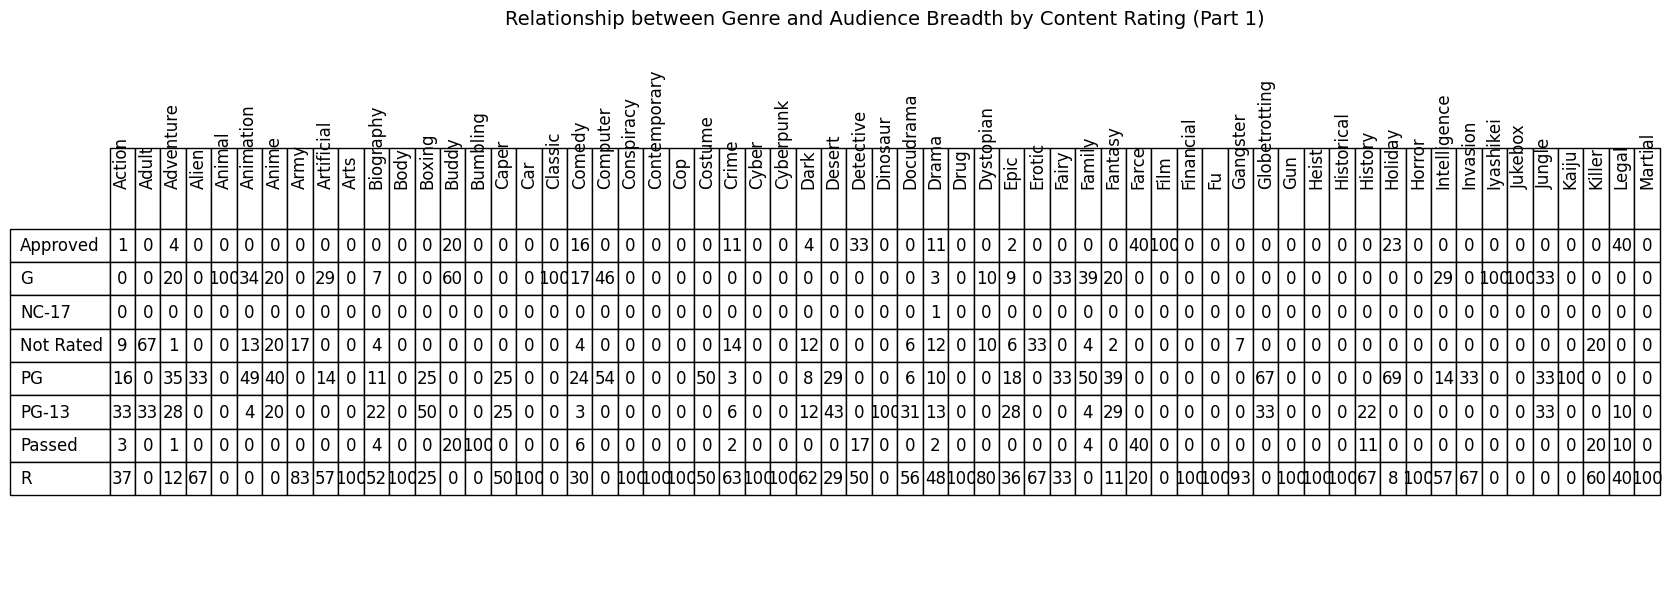 Relationship between Genre and Audience Breadth by Content Rating (Part 1)
Action Adult Adventure Alien Animal Animation Anime Army Artificial Arts Biography Body Boxing Buddy Bumbling Caper Car Classic Comedy Computer Conspiracy Contemporary Cop Costume Crime Cyber Cyberpunk Dark Desert Detective Dinosaur Docudrama Drama Drug Dystopian Epic Erotic Fairy Family Fantasy Farce Film Financial Fu Gangster Globetrotting Gun Heist Historical History Holiday Horror Intelligence Invasion Iyashikei Jukebox Jungle Kaiju Killer Legal Martial
Approved 1 0 4 0 0 0 0 0 0 0 0 0 0 20 0 0 0 0 16 0 0 0 0 0 11 0 0 4 0 33 0 0 11 0 0 2 0 0 0 0 40 100 0 0 0 0 0 0 0 0 23 0 0 0 0 0 0 0 0 40 0
G 0 0 20 0 100 34 20 0 29 0 7 0 0 60 0 0 0 100 17 46 0 0 0 0 0 0 0 0 0 0 0 0 3 0 10 9 0 33 39 20 0 0 0 0 0 0 0 0 0 0 0 0 29 0 100 100 33 0 0 0 0
NC-17 0 0 0 0 0 0 0 0 0 0 0 0 0 0 0 0 0 0 0 0 0 0 0 0 0 0 0 0 0 0 0 0 1 0 0 0 0 0 0 0 0 0 0 0 0 0 0 0 0 0 0 0 0 0 0 0 0 0 0 0 0
Not Rated 9 67 1 0 0 13 20 17 0 0 4 0 0 0 0 0 0 0 4 0 0 0 0 0 14 0 0 12 0 0 0 6 12 0 10 6 33 0 4 2 0 0 0 0 7 0 0 0 0 0 0 0 0 0 0 0 0 0 20 0 0
PG 16 0 35 33 0 49 40 0 14 0 11 0 25 0 0 25 0 0 24 54 0 0 0 50 3 0 0 8 29 0 0 6 10 0 0 18 0 33 50 39 0 0 0 0 0 67 0 0 0 0 69 0 14 33 0 0 33 100 0 0 0
PG-13 33 33 28 0 0 4 20 0 0 0 22 0 50 0 0 25 0 0 3 0 0 0 0 0 6 0 0 12 43 0 100 31 13 0 0 28 0 0 4 29 0 0 0 0 0 33 0 0 0 22 0 0 0 0 0 0 33 0 0 10 0
Passed 3 0 1 0 0 0 0 0 0 0 4 0 0 20 100 0 0 0 6 0 0 0 0 0 2 0 0 0 0 17 0 0 2 0 0 0 0 0 4 0 40 0 0 0 0 0 0 0 0 11 0 0 0 0 0 0 0 0 20 10 0
R 37 0 12 67 0 0 0 83 57 100 52 100 25 0 0 50 100 0 30 0 100 100 100 50 63 100 100 62 29 50 0 56 48 100 80 36 67 33 0 11 20 0 100 100 93 0 100 100 100 67 8 100 57 67 0 0 0 0 60 40 100